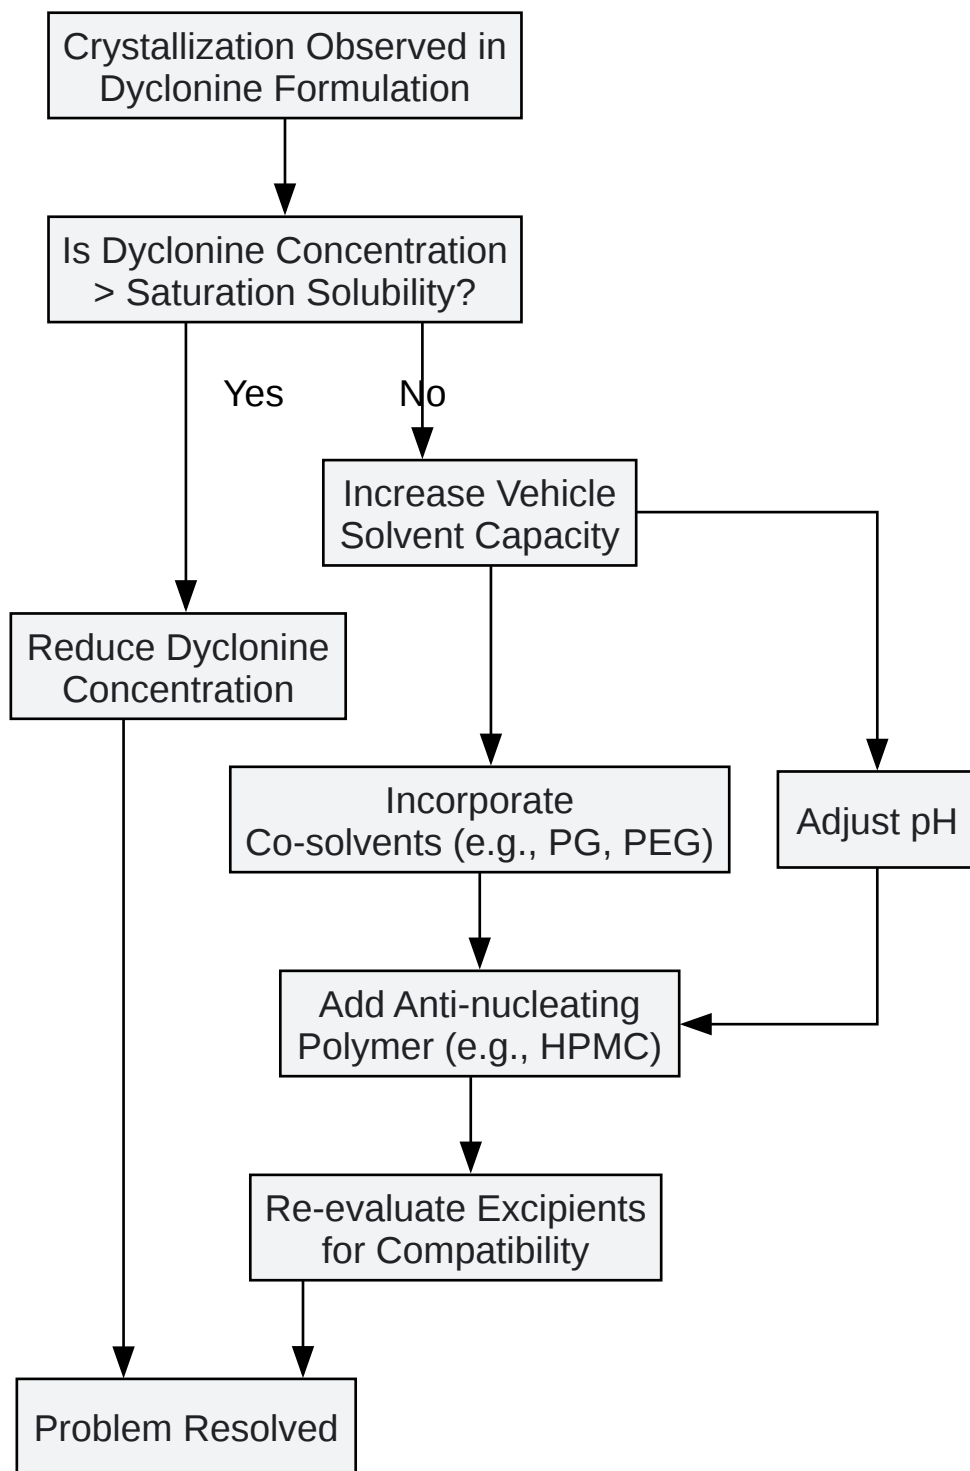 Crystallization Observed in
Dyclonine Formulation
Is Dyclonine Concentration
> Saturation Solubility?
Yes
No
Increase Vehicle
Solvent Capacity
Reduce Dyclonine
Concentration
Incorporate
Co-solvents (e.g., PG, PEG)
Adjust pH
Add Anti-nucleating
Polymer (e.g., HPMC)
Re-evaluate Excipients
for Compatibility
Problem Resolved